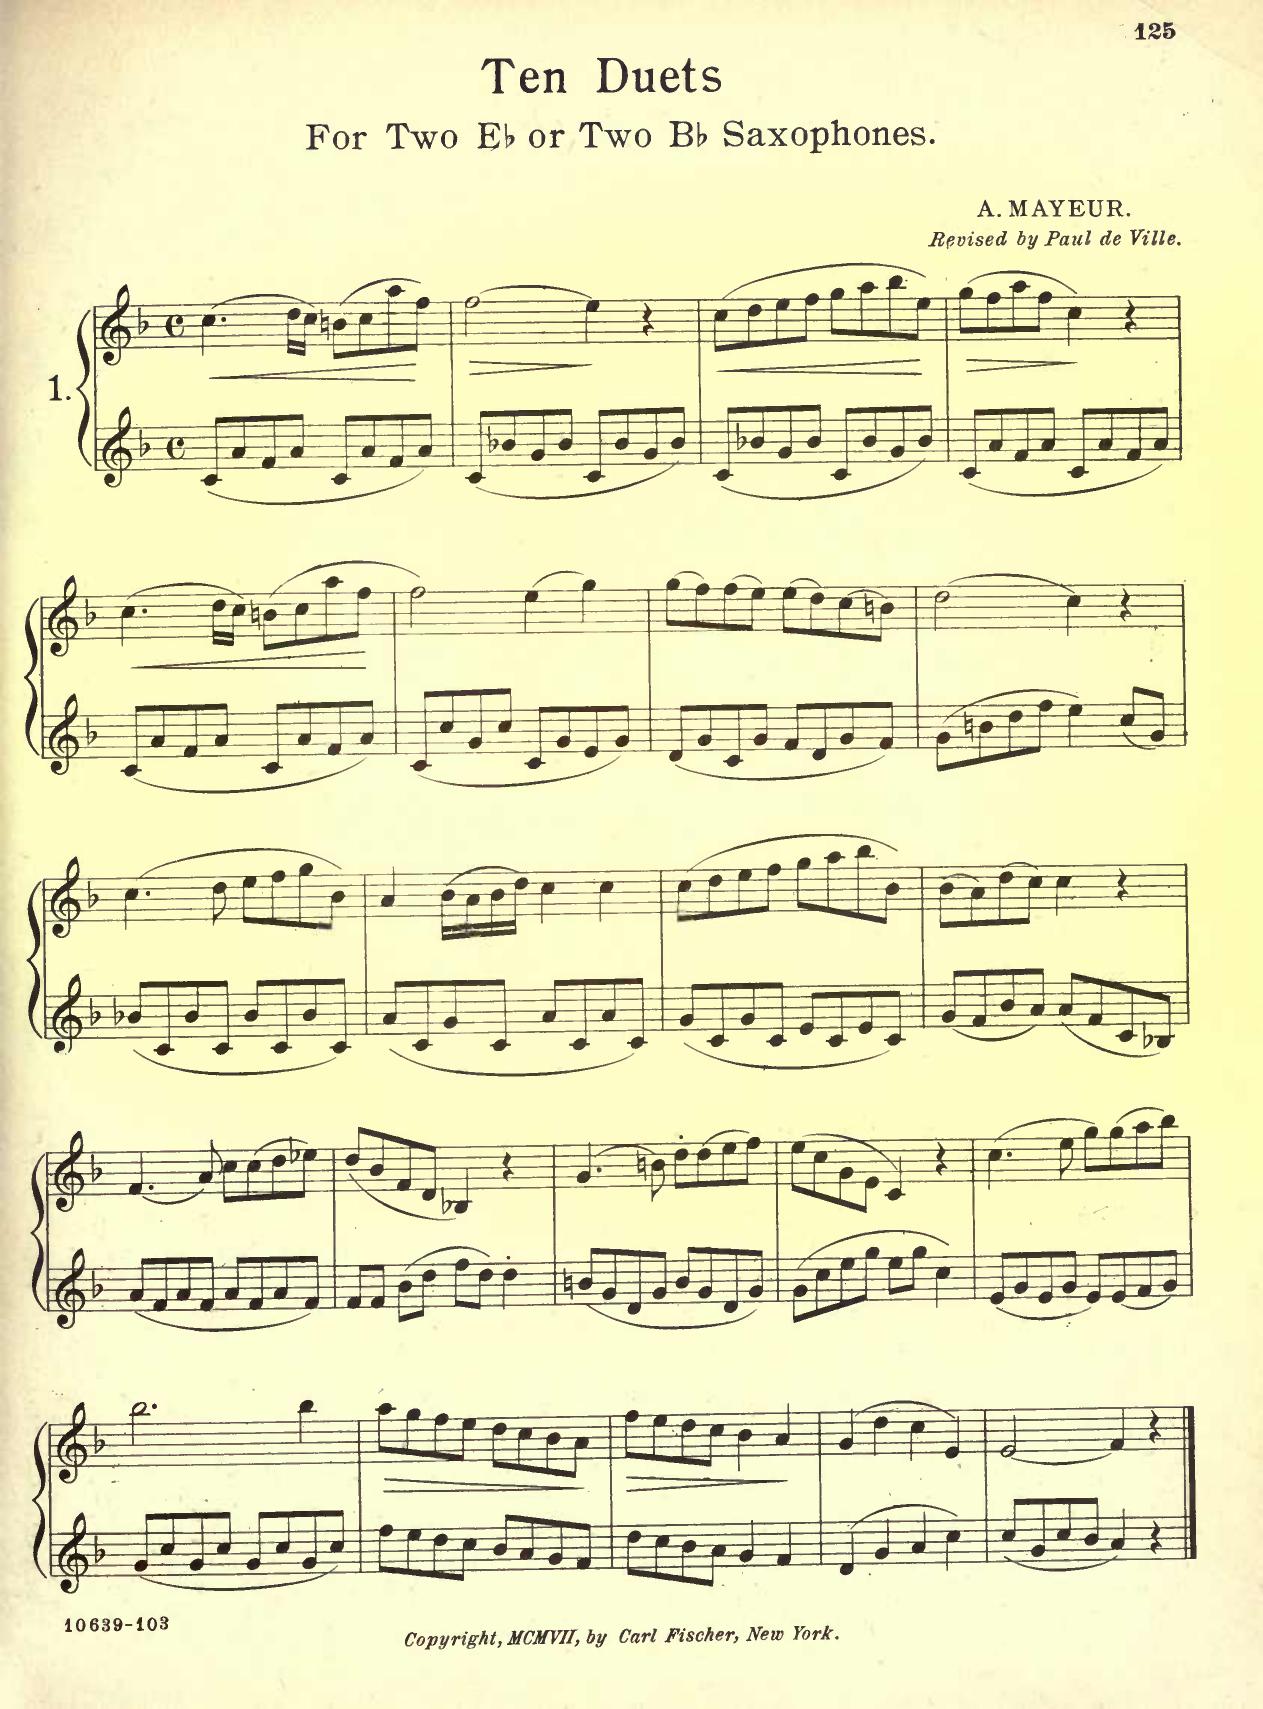 125
Ten Duets
For Two E♭ or Two B♭ Saxophones.
A. MAYEUR.
Revised by Paul de Ville.
1.
10639-103
Copyright, MCMVII, by Carl Fischer, New York.